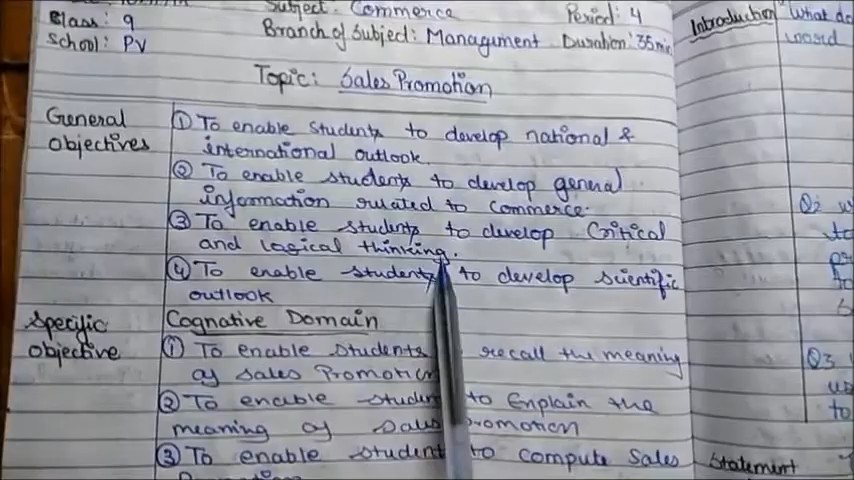 Subject: Commerce
Period: 4
Class: 9
Branch of Subject: Management Duration: 35 min
School: PV
Topic: Sales Promotion
General Objectives
① To enable students to develop national &
international outlook.
② To enable students to develop general
information related to commerce.
③ To enable students to develop Critical
and logical thinking.
④ To enable students to develop scientific
outlook
Specific objective
Cognative Domain
① To enable students recall the meaning
of sales Promotion
② To enable students to Explain the
meaning of Sales Promotion
③ To enable students to compute Sales
Introduction
What do
word
Q2
to
Q3
us
to
Statement